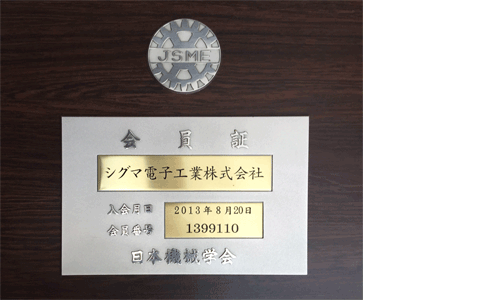 JSME
会員証
シグマ電子工業株式会社
入会月日 2013年8月20日
会員番号 1399110
日本機械学会